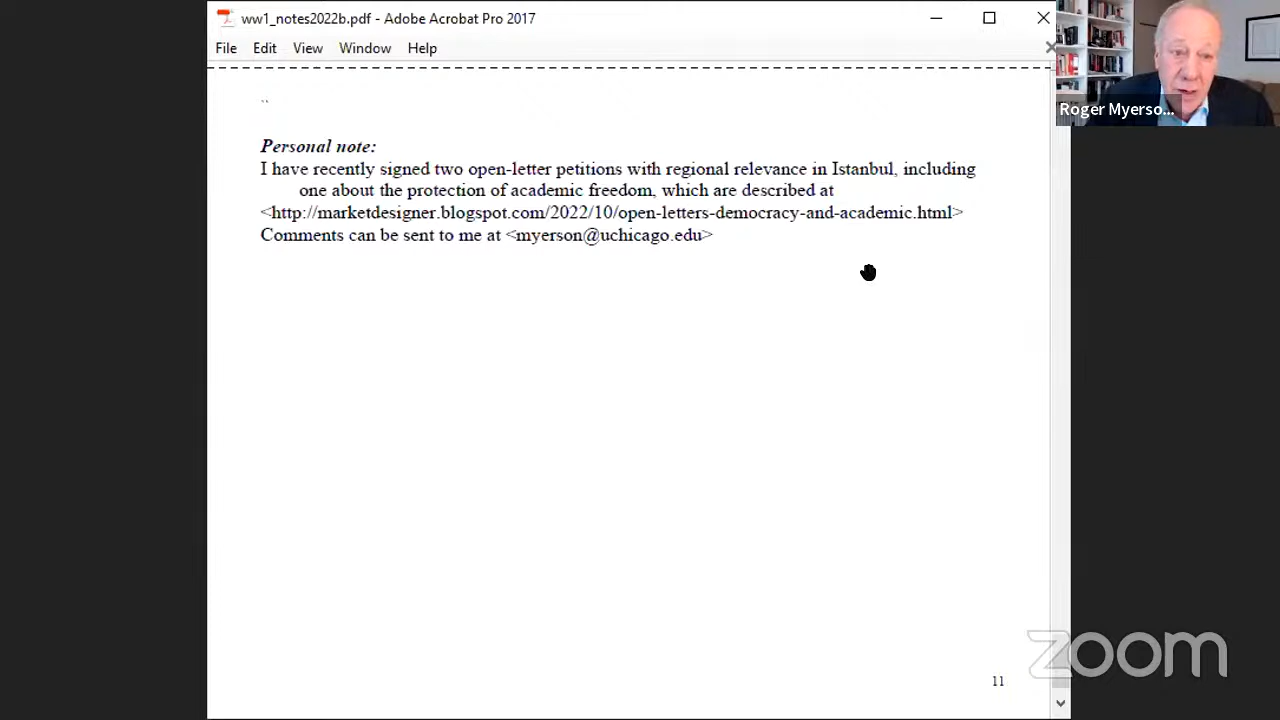 ww1_notes2022b.pdf - Adobe Acrobat Pro 2017
File Edit View Window Help
``
Personal note:
I have recently signed two open-letter petitions with regional relevance in Istanbul, including
one about the protection of academic freedom, which are described at
<http://marketdesigner.blogspot.com/2022/10/open-letters-democracy-and-academic.html>
Comments can be sent to me at <myerson@uchicago.edu>
11
Roger Myerso...
zoom